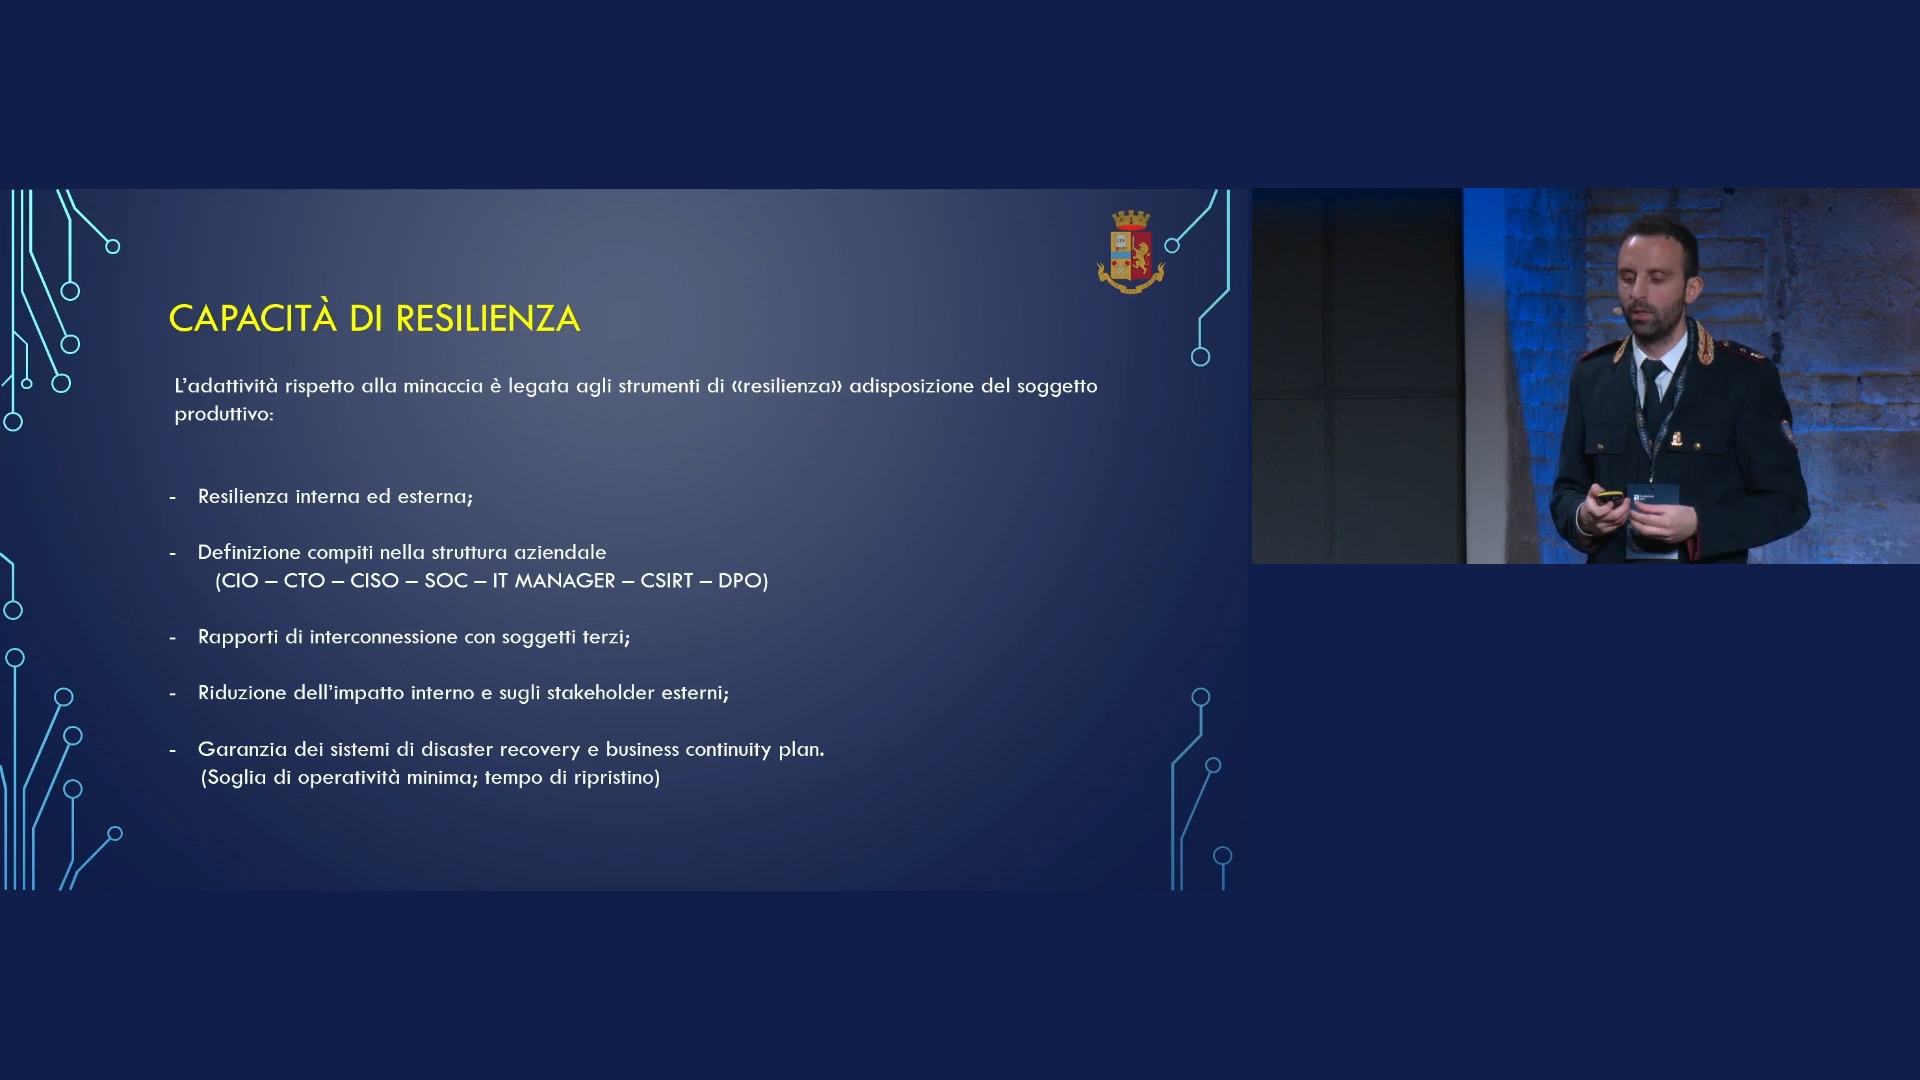 CAPACITÀ DI RESILIENZA
L’adattività rispetto alla minaccia è legata agli strumenti di «resilienza» adisposizione del soggetto
produttivo:
- Resilienza interna ed esterna;
- Definizione compiti nella struttura aziendale
(CIO – CTO – CISO – SOC – IT MANAGER – CSIRT – DPO)
- Rapporti di interconnessione con soggetti terzi;
- Riduzione dell’impatto interno e sugli stakeholder esterni;
- Garanzia dei sistemi di disaster recovery e business continuity plan.
(Soglia di operatività minima; tempo di ripristino)